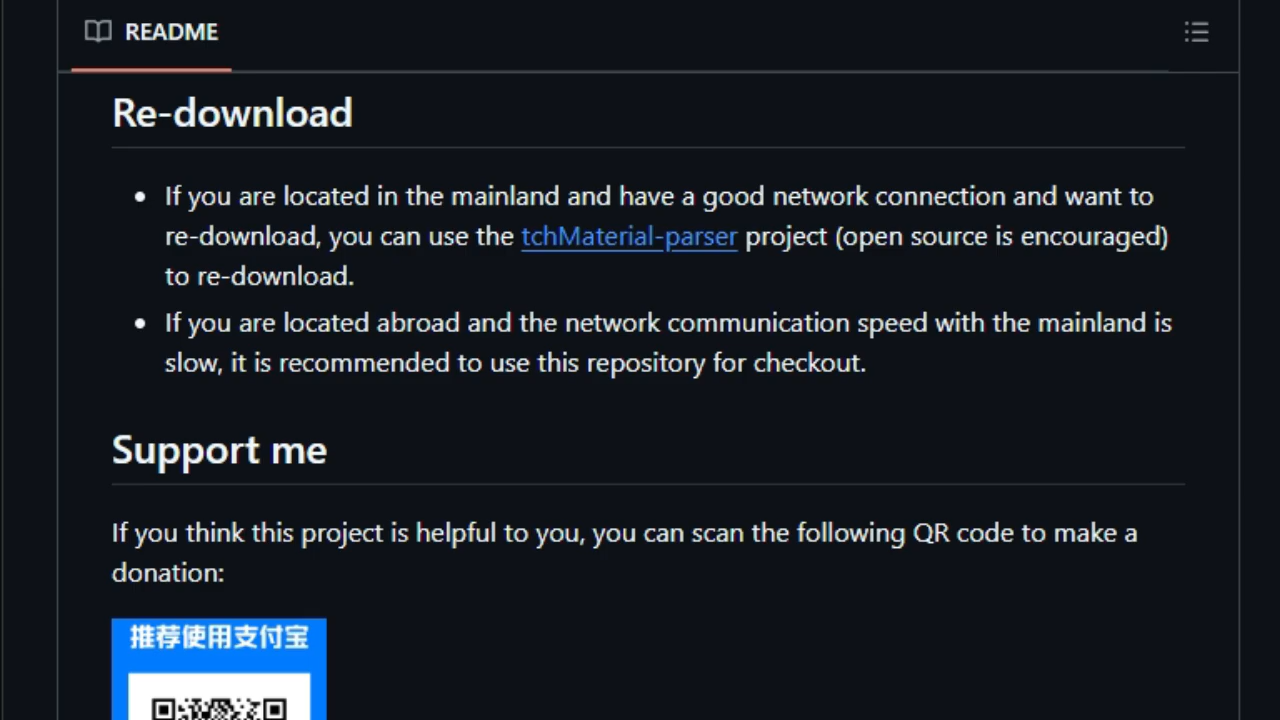 README
Re-download
If you are located in the mainland and have a good network connection and want to
re-download, you can use the tchMaterial-parser project (open source is encouraged)
to re-download.
If you are located abroad and the network communication speed with the mainland is
slow, it is recommended to use this repository for checkout.
Support me
If you think this project is helpful to you, you can scan the following QR code to make a
donation:
推荐使用支付宝